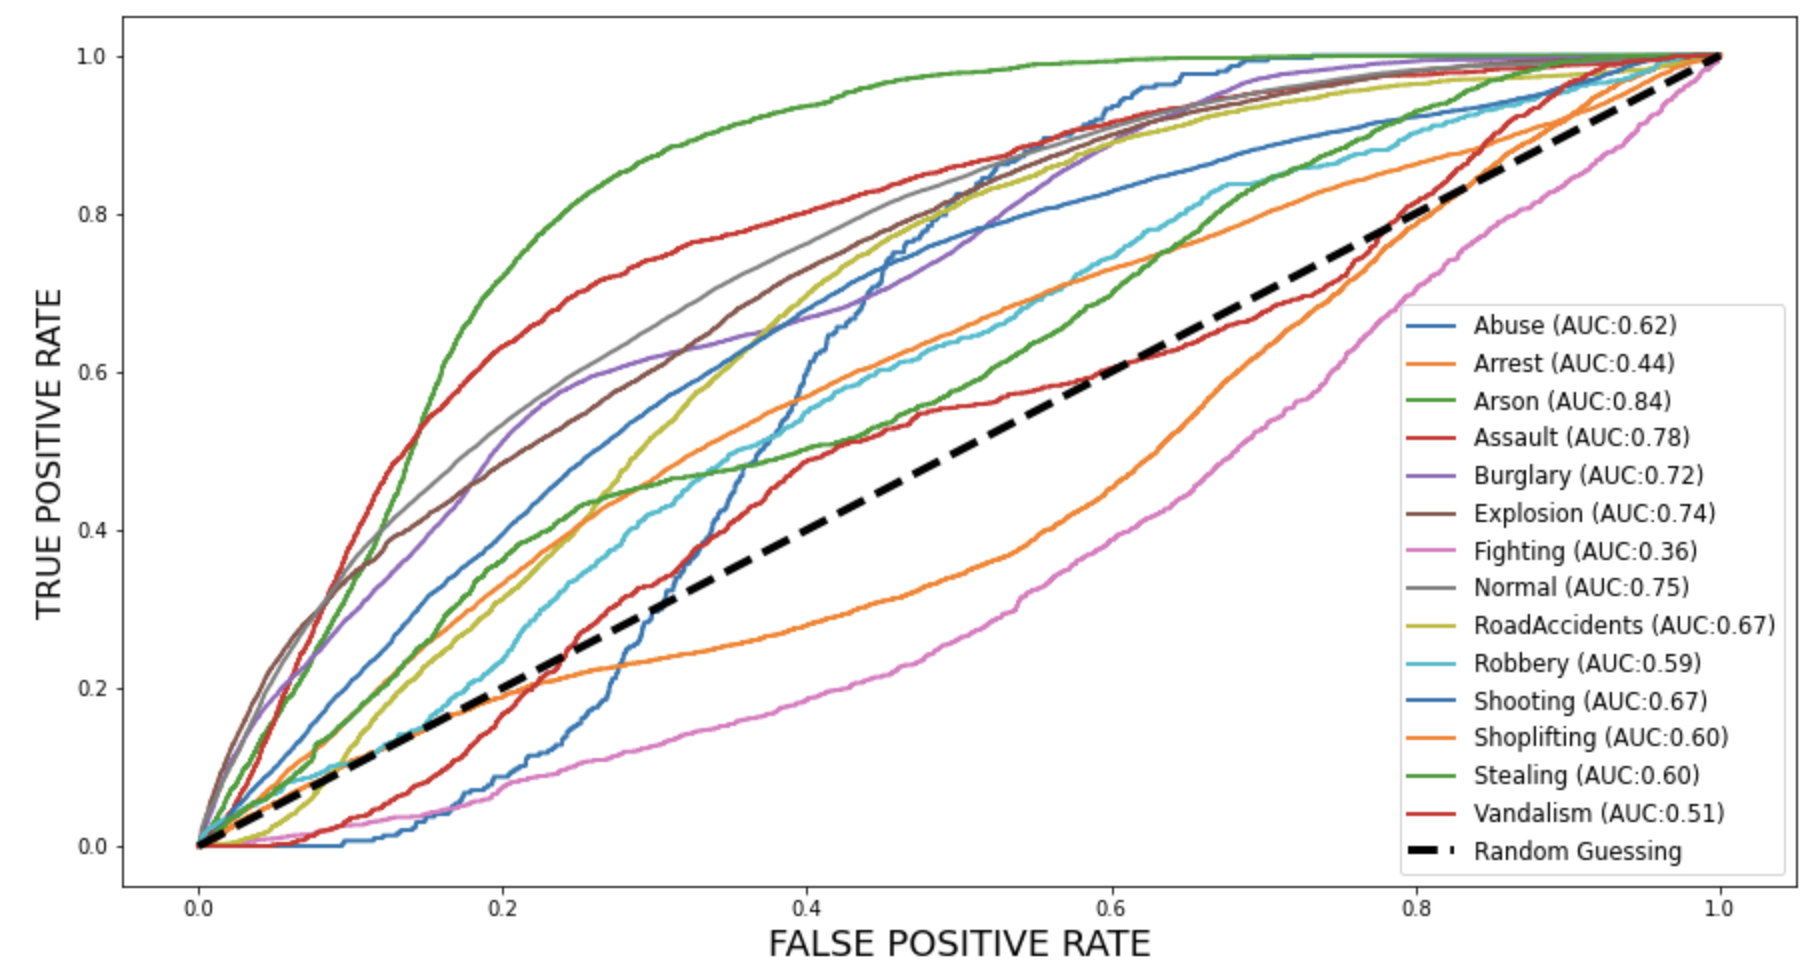 TRUE POSITIVE RATE
1.0
0.8
0.6
0.4
0.2
0.0
Abuse (AUC:0.62)
Arrest (AUC:0.44)
Arson (AUC:0.84)
Assault (AUC:0.78)
Burglary (AUC:0.72)
Explosion (AUC:0.74)
Fighting (AUC:0.36)
Normal (AUC:0.75)
RoadAccidents (AUC:0.67)
Robbery (AUC:0.59)
Shooting (AUC:0.67)
Shoplifting (AUC:0.60)
Stealing (AUC:0.60)
Vandalism (AUC:0.51)
Random Guessing
0.0 0.2 0.4 0.6 0.8 1.0
FALSE POSITIVE RATE